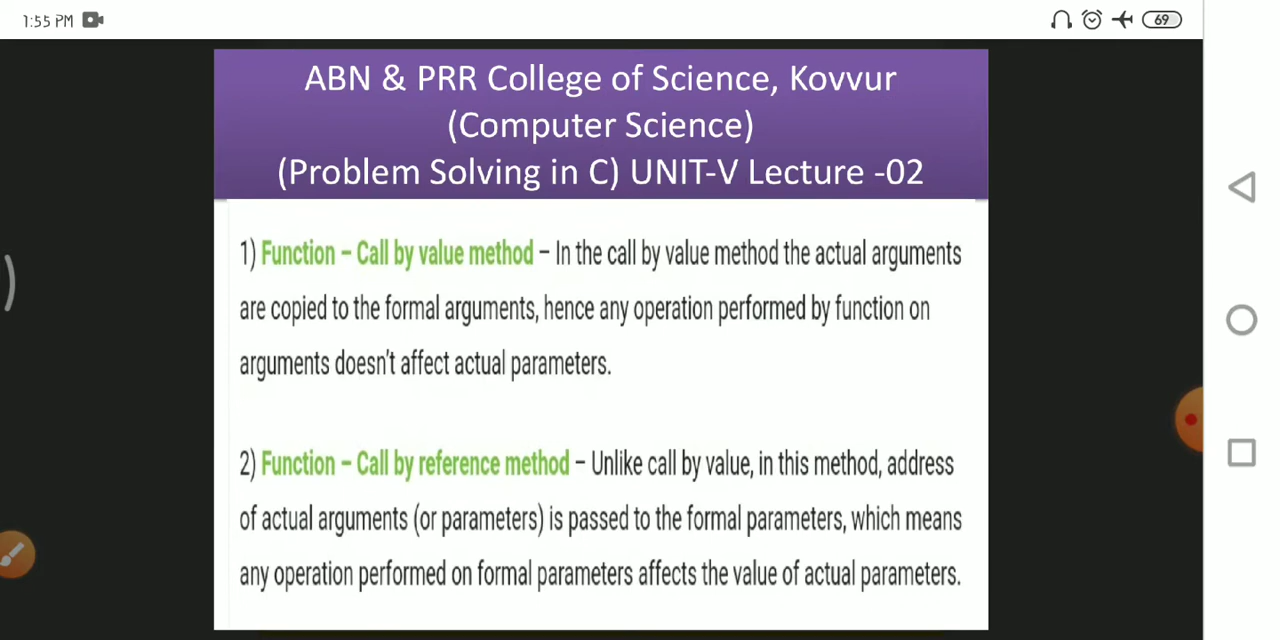 1:55 PM
69
ABN & PRR College of Science, Kovvur
(Computer Science)
(Problem Solving in C) UNIT-V Lecture -02
1) Function – Call by value method – In the call by value method the actual arguments
are copied to the formal arguments, hence any operation performed by function on
arguments doesn't affect actual parameters.
2) Function – Call by reference method – Unlike call by value, in this method, address
of actual arguments (or parameters) is passed to the formal parameters, which means
any operation performed on formal parameters affects the value of actual parameters.